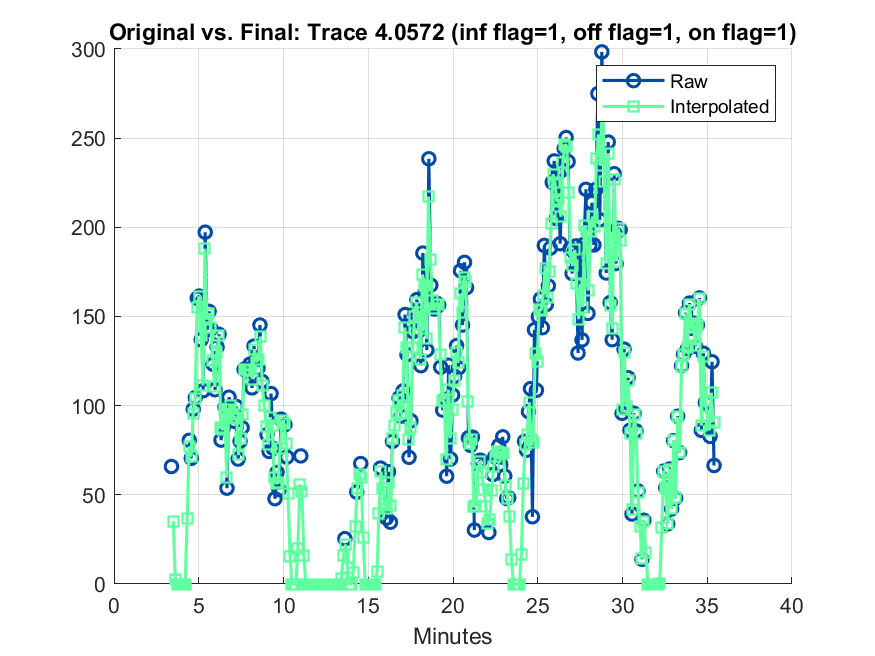 Original vs. Final: Trace 4.0572 (inf flag=1, off flag=1, on flag=1)
300
250
200
150
100
50
0
Raw
Interpolated
0 5 10 15 20 25 30 35 40
Minutes